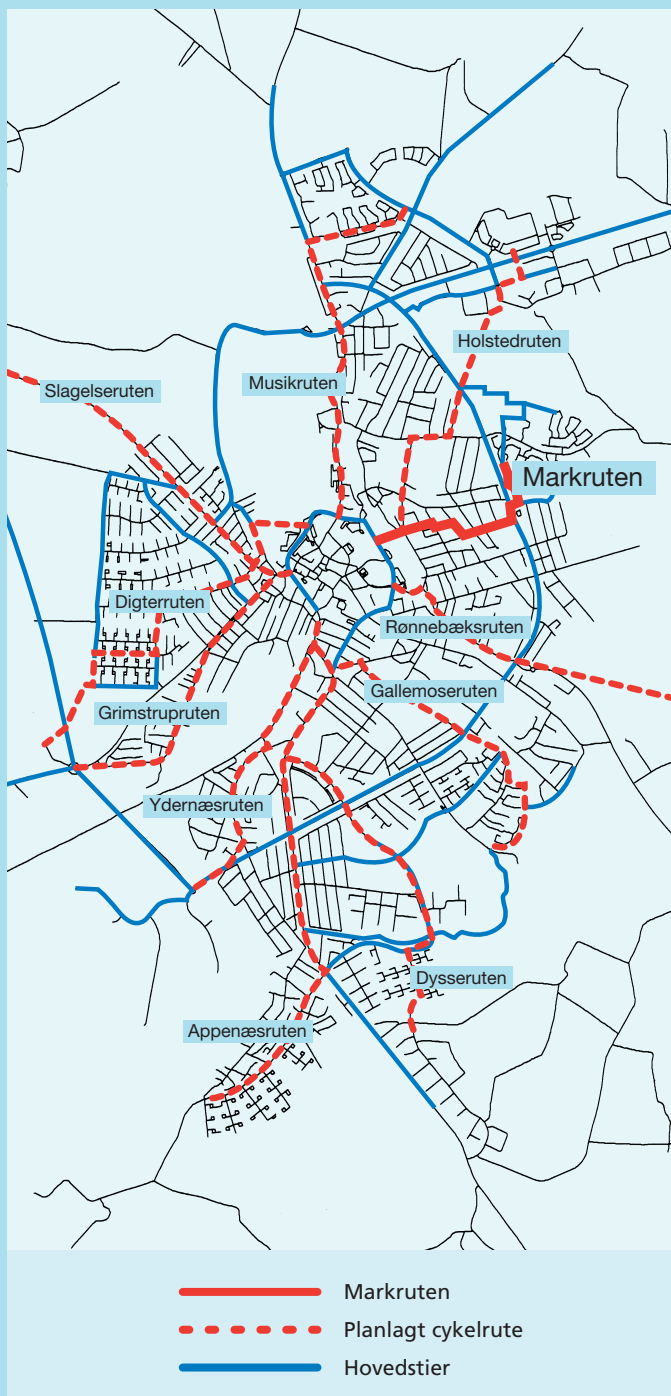 Holstedruten
Musikruten
Slagelseruten
Markruten
Digterruten
Rønnebæksruten
Gallemoseruten
Grimstrupruten
Ydernæsruten
Dysseruten
Appenæsruten
Markruten
Planlagt cykelrute
Hovedstier